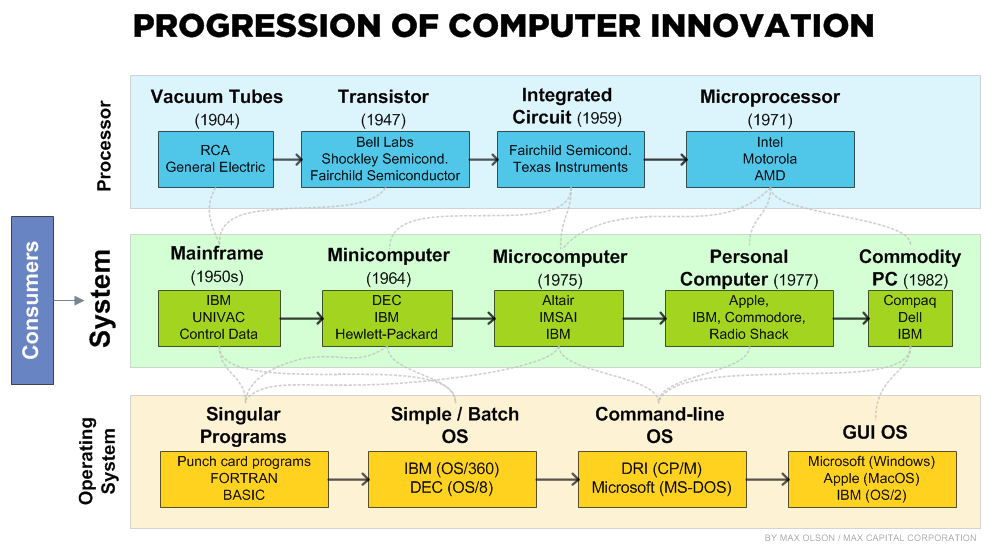 PROGRESSION OF COMPUTER INNOVATION
Consumers
Processor
Vacuum Tubes
(1904)
RCA
General Electric
Transistor
(1947)
Bell Labs
Shockley Semicond.
Fairchild Semiconductor
Integrated
Circuit (1959)
Fairchild Semicond.
Texas Instruments
Microprocessor
(1971)
Intel
Motorola
AMD
System
Mainframe
(1950s)
IBM
UNIVAC
Control Data
Minicomputer
(1964)
DEC
IBM
Hewlett-Packard
Microcomputer
(1975)
Altair
IMSAI
IBM
Personal
Computer (1977)
Apple,
IBM, Commodore,
Radio Shack
Commodity
PC (1982)
Compaq
Dell
IBM
Operating
System
Singular
Programs
Punch card programs
FORTRAN
BASIC
Simple / Batch
OS
IBM (OS/360)
DEC (OS/8)
Command-line
OS
DRI (CP/M)
Microsoft (MS-DOS)
GUI OS
Microsoft (Windows)
Apple (MacOS)
IBM (OS/2)
BY MAX OLSON / MAX CAPITAL CORPORATION